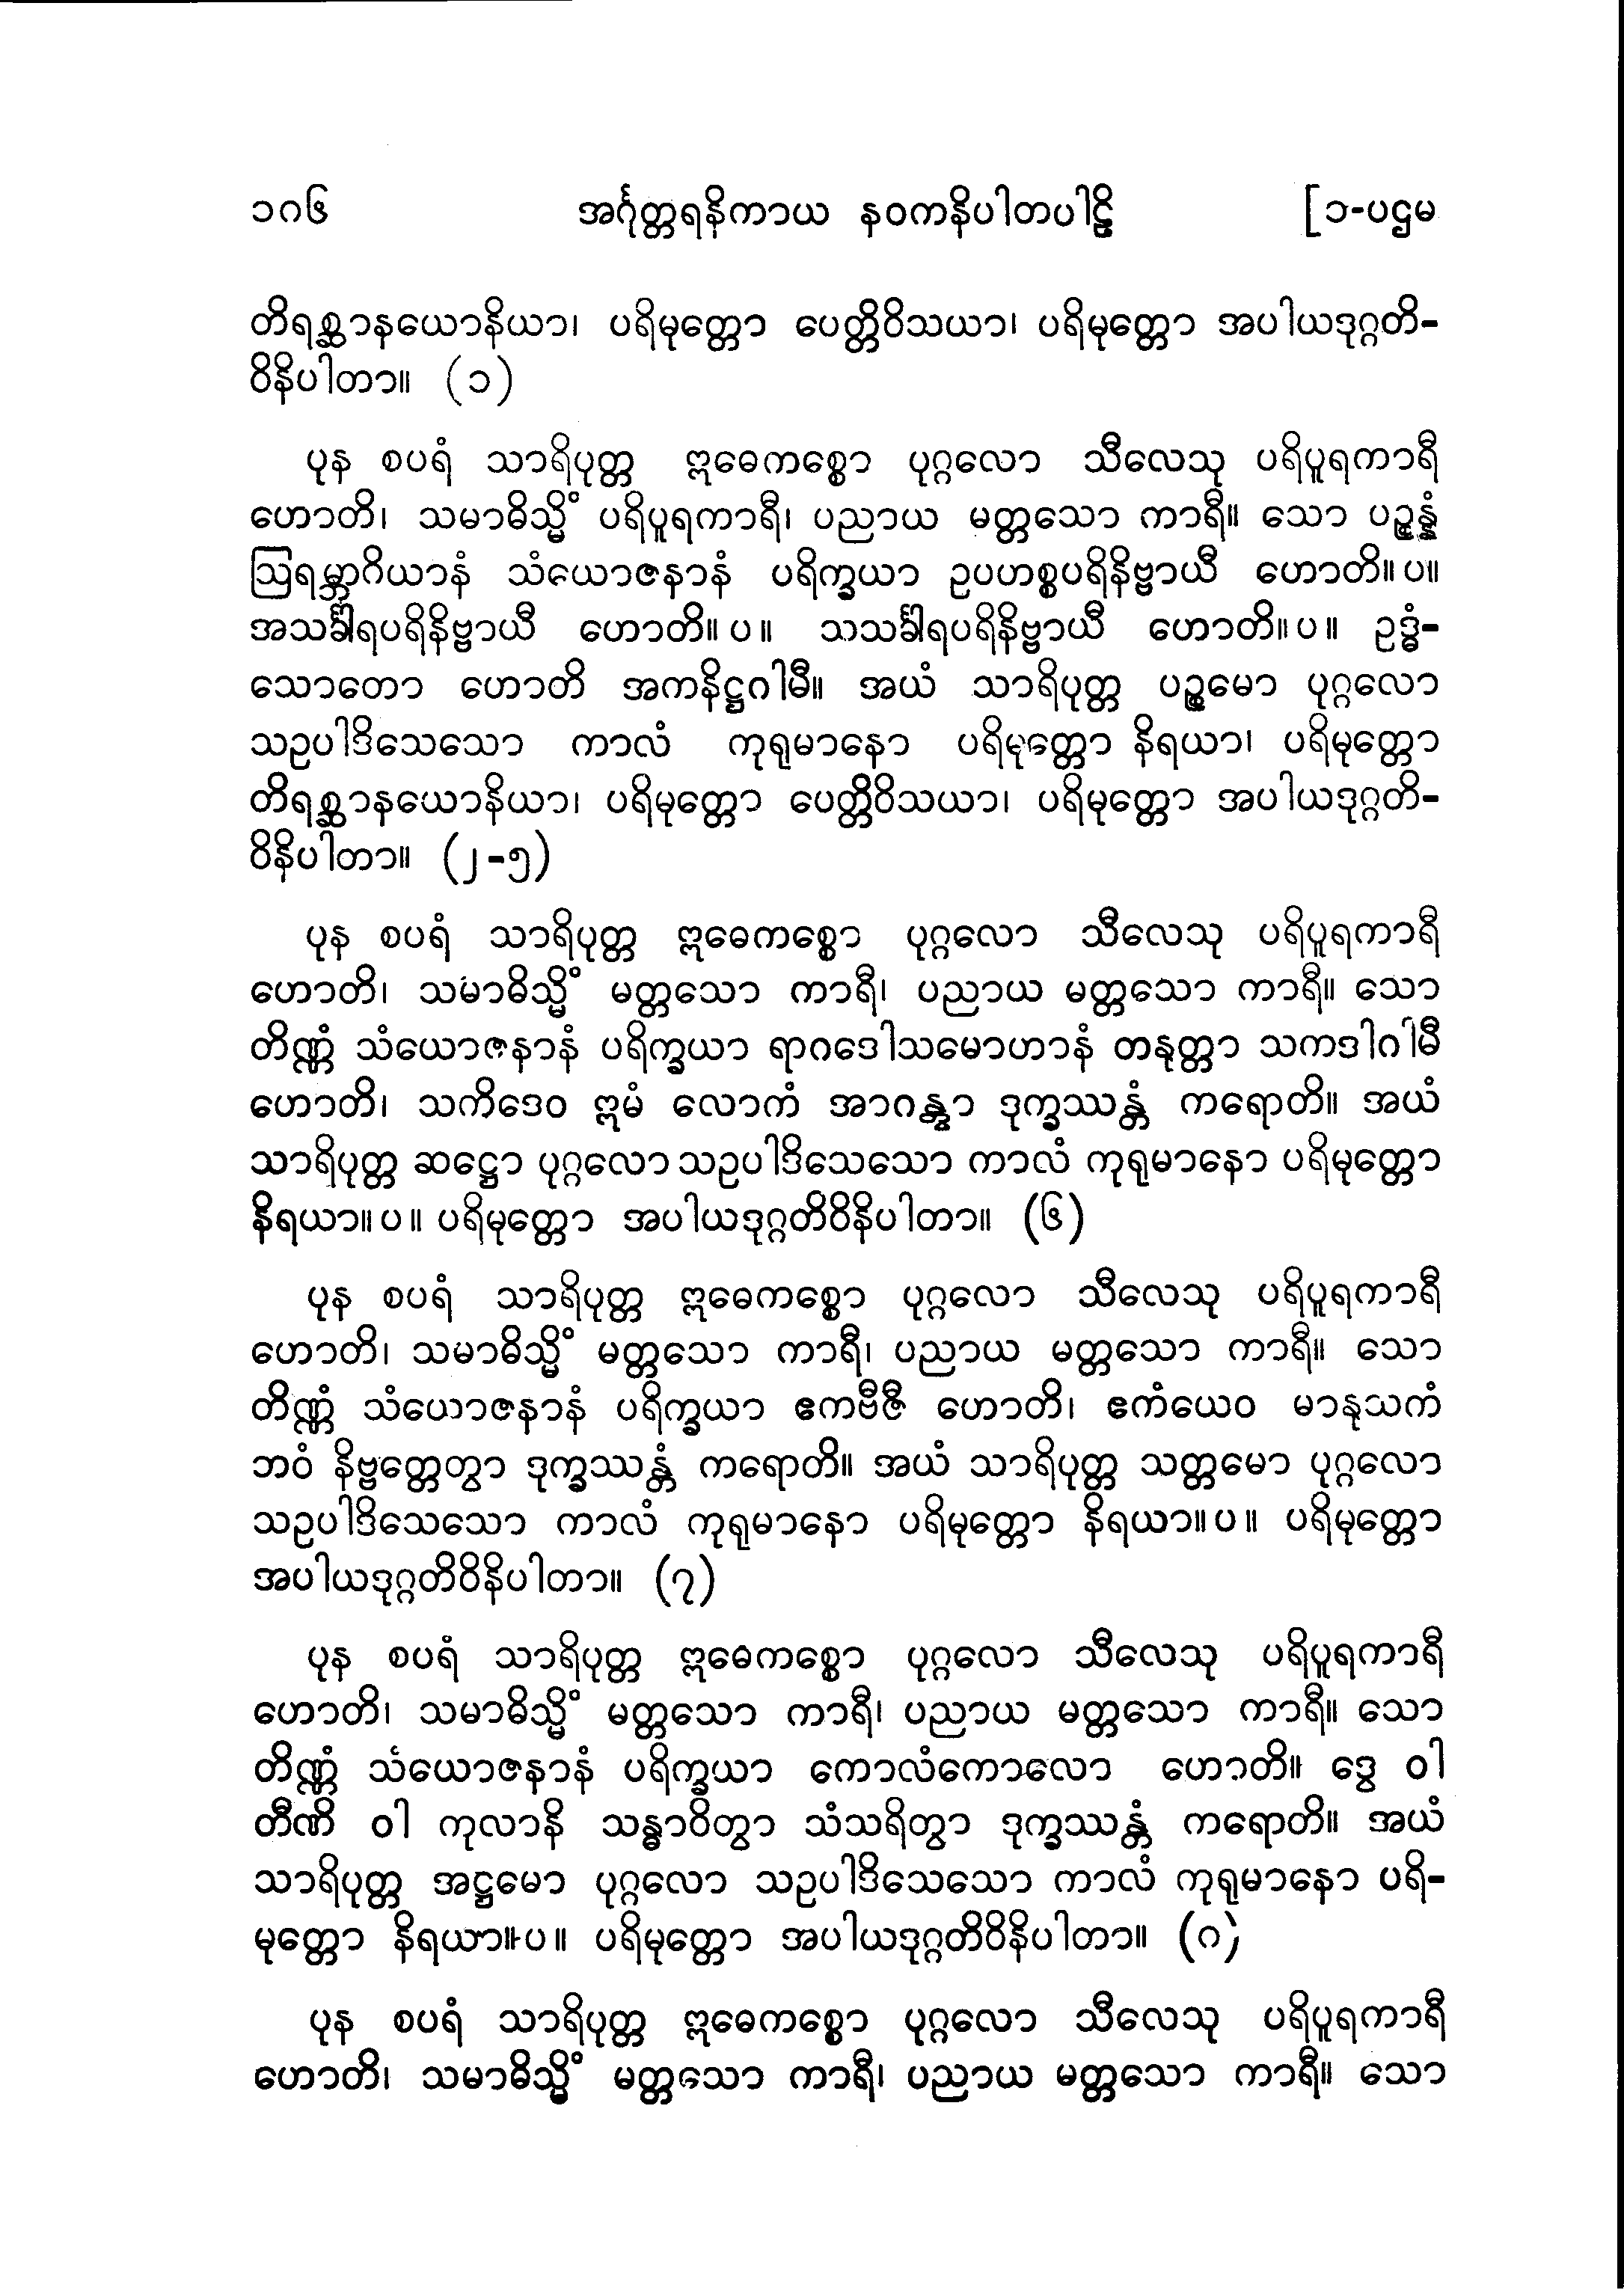 ၁၈၆ အင်္ဂုတ္တရနိကာယ နဝကနိပါတပါဠိ [၁-ပဌမ
တိရစ္ဆာနယောနိယာ၊ ပရိမုတ္တော ပေတ္တိဝိသယာ၊ ပရိမုတ္တော အပါယဒုဂ္ဂတိ-
ဝိနိပါတာ။ (၁)
ပုန စပရံ သာရိပုတ္တ ဣဓေကစ္စော ပုဂ္ဂလော သီလေသု ပရိပူရကာရီ
ဟောတိ၊ သမာဓိသ္မိံ ပရိပူရကာရီ၊ ပညာယ မတ္တသော ကာရီ။ သော ပဉ္စန္နံ
ဩရမ္ဘာဂိယာနံ သံယောဇနာနံ ပရိက္ခယာ ဥပဟစ္စပရိနိဗ္ဗာယီ ဟောတိ။ပ။
အသင်္ခါရပရိနိဗ္ဗာယီ ဟောတိ။ပ။ သသင်္ခါရပရိနိဗ္ဗာယီ ဟောတိ။ပ။ ဥဒ္ဓံ-
သောတော ဟောတိ အကနိဋ္ဌဂါမီ။ အယံ သာရိပုတ္တ ပဉ္စမော ပုဂ္ဂလော
သဥပါဒိသေသော ကာလံ ကုရုမာနော ပရိမုတ္တော နိရယာ၊ ပရိမုတ္တော
တိရစ္ဆာနယောနိယာ၊ ပရိမုတ္တော ပေတ္တိဝိသယာ၊ ပရိမုတ္တော အပါယဒုဂ္ဂတိ-
ဝိနိပါတာ။ (၂-၅)
ပုန စပရံ သာရိပုတ္တ ဣဓေကစ္စော ပုဂ္ဂလော သီလေသု ပရိပူရကာရီ
ဟောတိ၊ သမာဓိသ္မိံ မတ္တသော ကာရီ၊ ပညာယ မတ္တသော ကာရီ။ သော
တိဏ္ဏံ သံယောဇနာနံ ပရိက္ခယာ ရာဂဒေါသမောဟာနံ တနုတ္တာ သကဒါဂါမီ
ဟောတိ၊ သကိဒေဝ ဣမံ လောကံ အာဂန္တွာ ဒုက္ခဿန္တံ ကရောတိ။ အယံ
သာရိပုတ္တ ဆဋ္ဌော ပုဂ္ဂလော သဥပါဒိသေသော ကာလံ ကုရုမာနော ပရိမုတ္တော
နိရယာ။ပ။ ပရိမုတ္တော အပါယဒုဂ္ဂတိဝိနိပါတာ။ (၆)
ပုန စပရံ သာရိပုတ္တ ဣဓေကစ္စော ပုဂ္ဂလော သီလေသု ပရိပူရကာရီ
ဟောတိ၊ သမာဓိသ္မိံ မတ္တသော ကာရီ၊ ပညာယ မတ္တသော ကာရီ။ သော
တိဏ္ဏံ သံယောဇနာနံ ပရိက္ခယာ ဧကဗီဇီ ဟောတိ၊ ဧကံယေဝ မာနုသကံ
ဘဝံ နိဗ္ဗတ္တေတွာ ဒုက္ခဿန္တံ ကရောတိ။ အယံ သာရိပုတ္တ သတ္တမော ပုဂ္ဂလော
သဥပါဒိသေသော ကာလံ ကုရုမာနော ပရိမုတ္တော နိရယာ။ပ။ ပရိမုတ္တော
အပါယဒုဂ္ဂတိဝိနိပါတာ။ (၇)
ပုန စပရံ သာရိပုတ္တ ဣဓေကစ္စော ပုဂ္ဂလော သီလေသု ပရိပူရကာရီ
ဟောတိ၊ သမာဓိသ္မိံ မတ္တသော ကာရီ၊ ပညာယ မတ္တသော ကာရီ။ သော
တိဏ္ဏံ သံယောဇနာနံ ပရိက္ခယာ ကောလံကောလော ဟောတိ။ ဒွေ ဝါ
တီဏိ ဝါ ကုလာနိ သန္ဓာဝိတွာ သံသရိတွာ ဒုက္ခဿန္တံ ကရောတိ။ အယံ
သာရိပုတ္တ အဋ္ဌမော ပုဂ္ဂလော သဥပါဒိသေသော ကာလံ ကုရုမာနော ပရိ-
မုတ္တော နိရယာ။ပ။ ပရိမုတ္တော အပါယဒုဂ္ဂတိဝိနိပါတာ။ (၈)
ပုန စပရံ သာရိပုတ္တ ဣဓေကစ္စော ပုဂ္ဂလော သီလေသု ပရိပူရကာရီ
ဟောတိ၊ သမာဓိသ္မိံ မတ္တသော ကာရီ၊ ပညာယ မတ္တသော ကာရီ။ သော